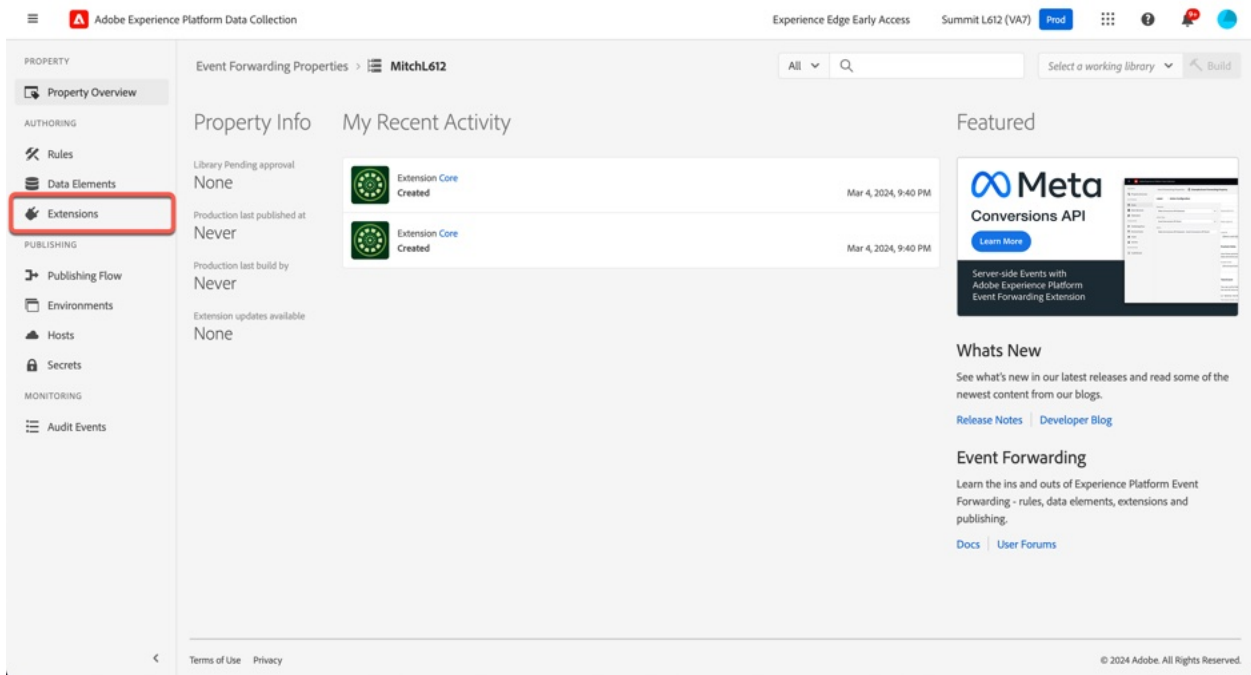 Adobe Experience Platform Data Collection
Experience Edge Early Access
Summit L612 (VA7)
Prod
9+
PROPERTY
Property Overview
AUTHORING
Rules
Data Elements
Extensions
PUBLISHING
Publishing Flow
Environments
Hosts
Secrets
MONITORING
Audit Events
Event Forwarding Properties > MitchL612
All
Select a working library
Build
Property Info
Library Pending approval
None
Production last published at
Never
Production last build by
Never
Extension updates available
None
My Recent Activity
Extension Core
Created
Mar 4, 2024, 9:40 PM
Extension Core
Created
Mar 4, 2024, 9:40 PM
Featured
Meta
Conversions API
Learn More
Server-side Events with
Adobe Experience Platform
Event Forwarding Extension
Whats New
See what's new in our latest releases and read some of the
newest content from our blogs.
Release Notes
Developer Blog
Event Forwarding
Learn the ins and outs of Experience Platform Event
Forwarding - rules, data elements, extensions and
publishing.
Docs
User Forums
Terms of Use
Privacy
© 2024 Adobe. All Rights Reserved.